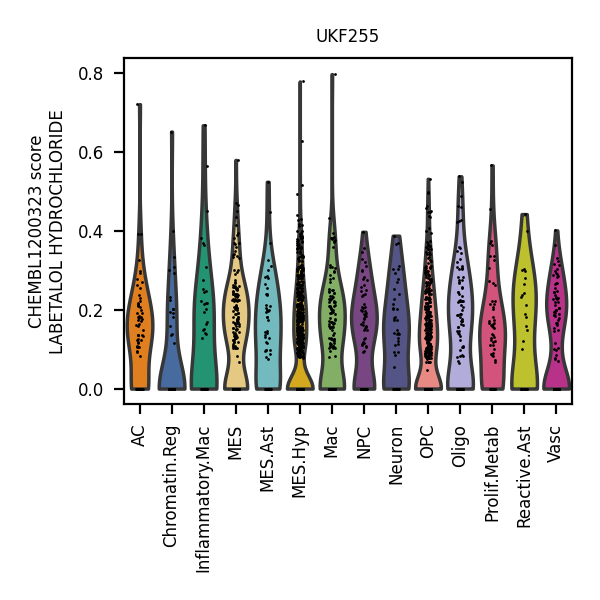 UKF255
CHEMBL1200323 score
LABETALOL HYDROCHLORIDE
0.8
0.6
0.4
0.2
0.0
AC
Chromatin.Reg
Inflammatory.Mac
MES
MES.Ast
MES.Hyp
Mac
NPC
Neuron
OPC
Oligo
Prolif.Metab
Reactive.Ast
Vasc